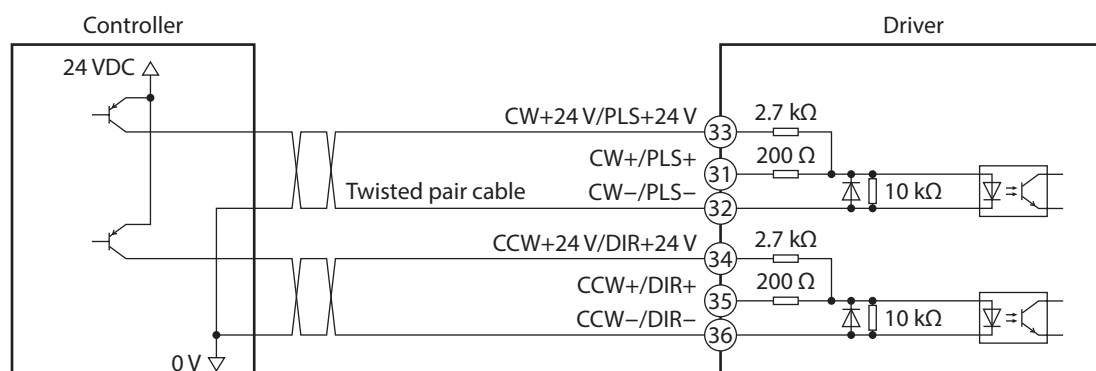 Controller
Driver
24 VDC
CW+24 V/PLS+24 V
33
2.7 kΩ
CW+/PLS+
31
200 Ω
Twisted pair cable
CW−/PLS−
32
10 kΩ
CCW+24 V/DIR+24 V
34
2.7 kΩ
CCW+/DIR+
35
200 Ω
CCW−/DIR−
36
10 kΩ
0 V